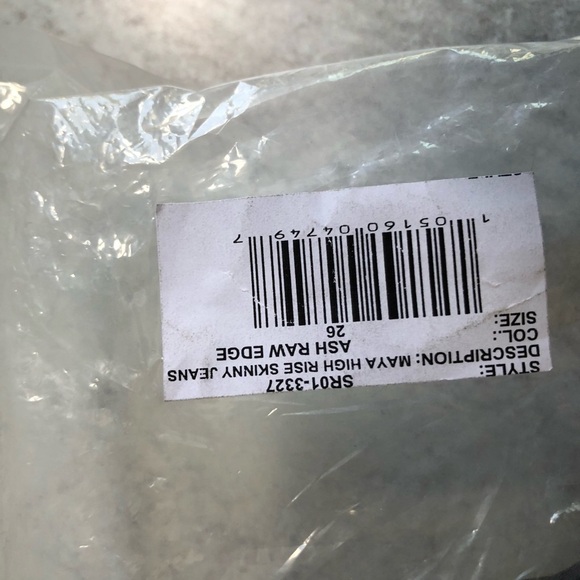 STYLE: SR01-3327
DESCRIPTION: MAYA HIGH RISE SKINNY JEANS
COL.: ASH RAW EDGE
SIZE: 26
1 05160 04749 7